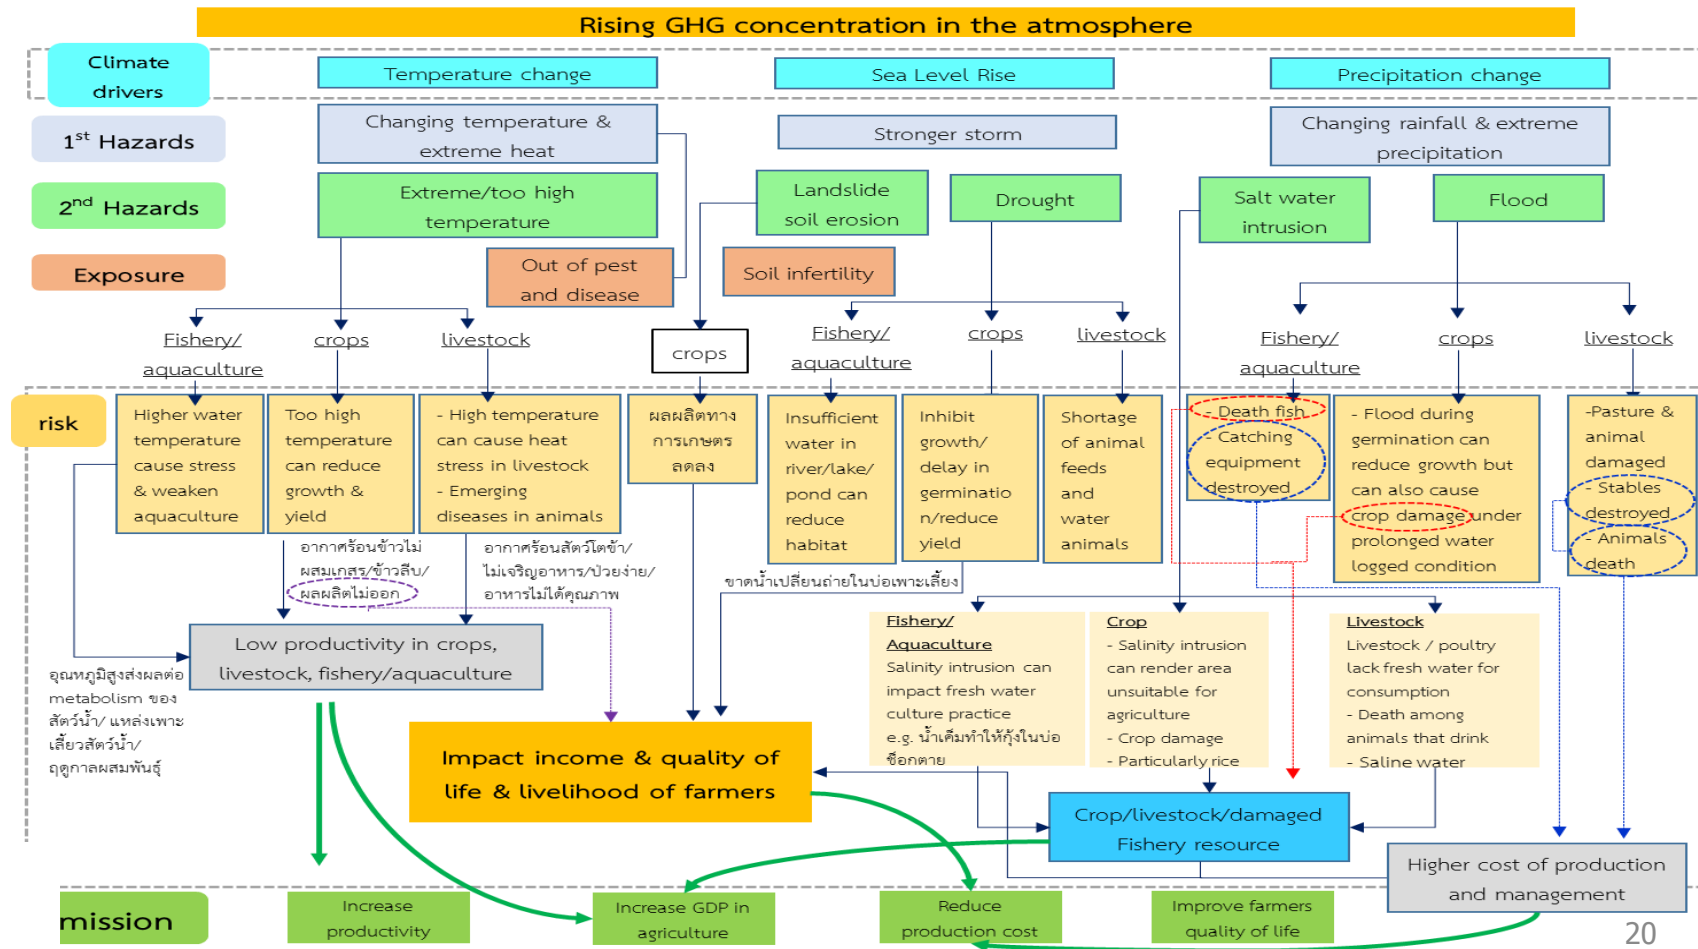 Rising GHG concentration in the atmosphere
Climate
drivers
Temperature change
Sea Level Rise
Precipitation change
1st Hazards
Changing temperature &
extreme heat
Stronger storm
Changing rainfall & extreme
precipitation
2nd Hazards
Extreme/too high
temperature
Landslide
soil erosion
Drought
Salt water
intrusion
Flood
Exposure
Out of pest
and disease
Soil infertility
Fishery/
aquaculture
crops
livestock
crops
Fishery/
aquaculture
crops
livestock
Fishery/
aquaculture
crops
livestock
risk
Higher water
temperature
cause stress
& weaken
aquaculture
Too high
temperature
can reduce
growth &
yield
- High temperature
can cause heat
stress in livestock
- Emerging
diseases in animals
ผลผลิตทาง
การเกษตร
ลดลง
Insufficient
water in
river/lake/
pond can
reduce
habitat
Inhibit
growth/
delay in
germinatio
n/reduce
yield
Shortage
of animal
feeds
and
water
animals
- Death fish
- Catching
equipment
destroyed
- Flood during
germination can
reduce growth but
can also cause
crop damage under
prolonged water
logged condition
-Pasture &
animal
damaged
- Stables
destroyed
- Animals
death
อากาศร้อนข้าวไม่
ผสมเกสร/ข้าวลีบ/
ผลผลิตไม่ออก
อากาศร้อนสัตว์โตช้า/
ไม่เจริญอาหาร/ป่วยง่าย/
อาหารไม่ได้คุณภาพ
ขาดน้ำเปลี่ยนถ่ายในบ่อเพาะเลี้ยง
Low productivity in crops,
livestock, fishery/aquaculture
อุณหภูมิสูงส่งผลต่อ
metabolism ของ
สัตว์น้ำ/ แหล่งเพาะ
เลี้ยวสัตว์น้ำ/
ฤดูกาลผสมพันธุ์
Fishery/
Aquaculture
Salinity intrusion can
impact fresh water
culture practice
e.g. น้ำเค็มทำให้กุ้งในบ่อ
ช็อกตาย
Crop
- Salinity intrusion
can render area
unsuitable for
agriculture
- Crop damage
- Particularly rice
Livestock
Livestock / poultry
lack fresh water for
consumption
- Death among
animals that drink
- Saline water
Impact income & quality of
life & livelihood of farmers
Crop/livestock/damaged
Fishery resource
Higher cost of production
and management
mission
Increase
productivity
Increase GDP in
agriculture
Reduce
production cost
Improve farmers
quality of life
20